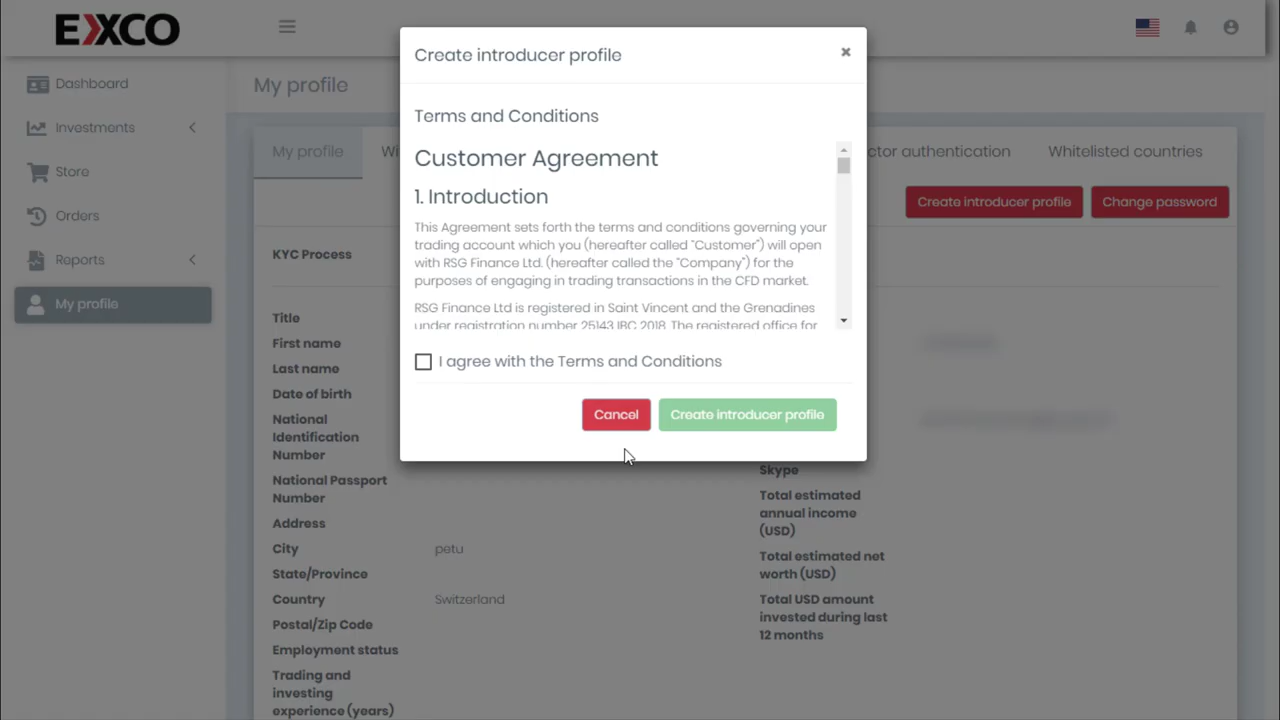 EXCO
Dashboard
Investments
Store
Orders
Reports
My profile
My profile
My profile
Wi
ctor authentication
Whitelisted countries
Create introducer profile
Change password
KYC Process
Title
First name
Last name
Date of birth
National
Identification
Number
National Passport
Number
Address
City
petu
State/Province
Country
Switzerland
Postal/Zip Code
Employment status
Trading and
investing
experience (years)
Skype
Total estimated
annual income
(USD)
Total estimated net
worth (USD)
Total USD amount
invested during last
12 months
Create introducer profile
×
Terms and Conditions
Customer Agreement
1. Introduction
This Agreement sets forth the terms and conditions governing your
trading account which you (hereafter called "Customer") will open
with RSG Finance Ltd. (hereafter called the "Company") for the
purposes of engaging in trading transactions in the CFD market.
RSG Finance Ltd is registered in Saint Vincent and the Grenadines
under registration number 25143 IBC 2018. The registered office for
I agree with the Terms and Conditions
Cancel
Create introducer profile